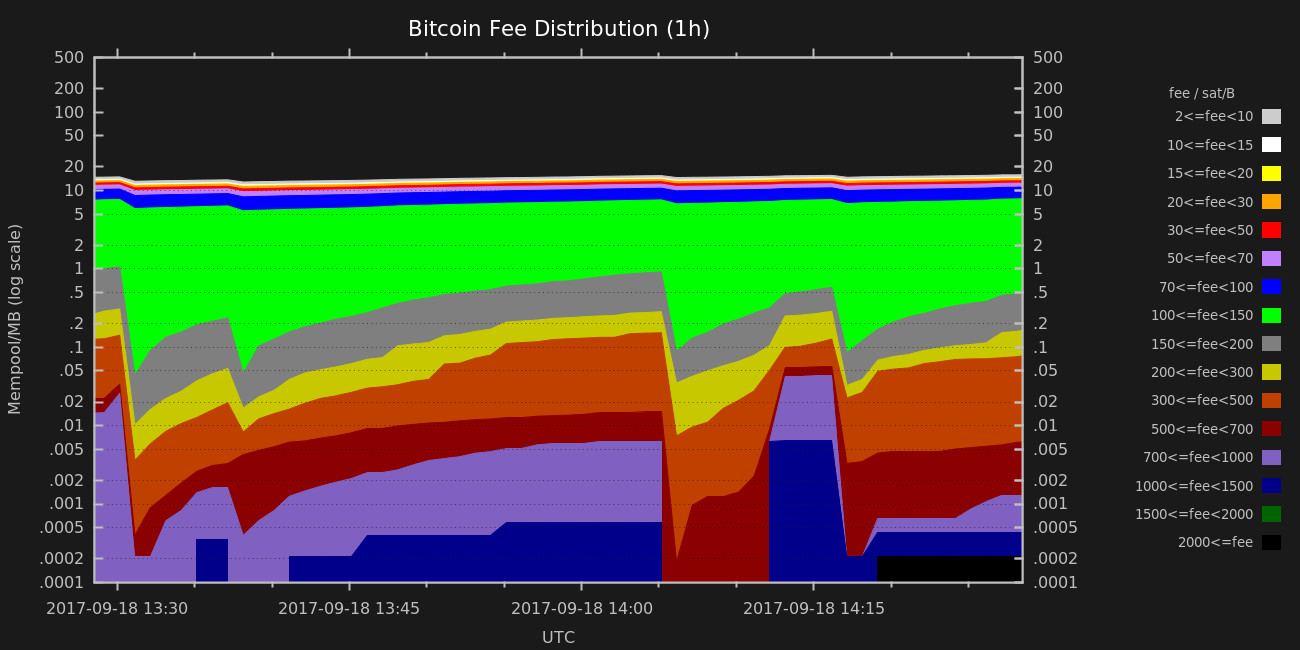 Bitcoin Fee Distribution (1h)
500 500
200 200
100 100
50 50
20 20
10 10
5 5
2 2
1 1
.5 .5
.2 .2
.1 .1
.05 .05
.02 .02
.01 .01
.005 .005
.002 .002
.001 .001
.0005 .0005
.0002 .0002
.0001 .0001
Mempool/MB (log scale)
2017-09-18 13:30 2017-09-18 13:45 2017-09-18 14:00 2017-09-18 14:15
UTC
fee / sat/B
2<=fee<10
10<=fee<15
15<=fee<20
20<=fee<30
30<=fee<50
50<=fee<70
70<=fee<100
100<=fee<150
150<=fee<200
200<=fee<300
300<=fee<500
500<=fee<700
700<=fee<1000
1000<=fee<1500
1500<=fee<2000
2000<=fee